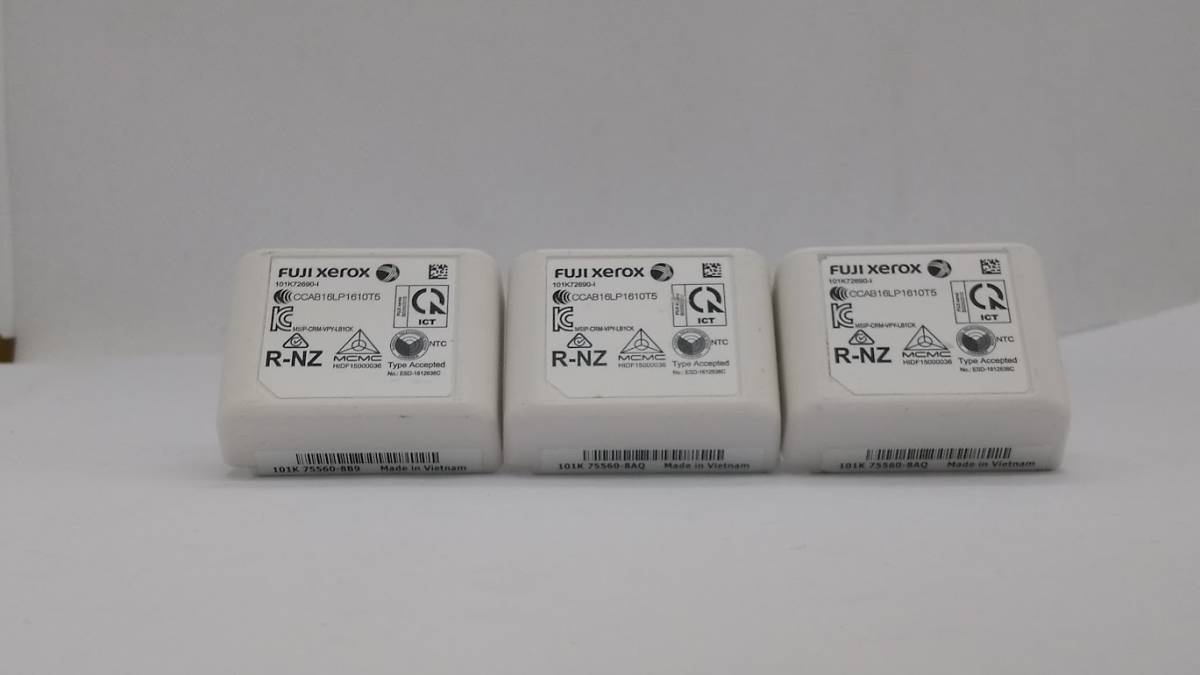 FUJI xerox
101K72690-I
CCAB16LP1610T5
ICT
MSIP-CRM-VPY-LB1CK
R-NZ
MCMC
HIDF15000036
NTC
Type Accepted
No.: ESD-1612636C
101K 75560-8B9 Made in Vietnam
FUJI xerox
101K72690-I
CCAB16LP1610T5
ICT
MSIP-CRM-VPY-LB1CK
R-NZ
MCMC
HIDF15000036
NTC
Type Accepted
No.: ESD-1612636C
101K 75560-8AQ Made in Vietnam
FUJI xerox
101K72690-I
CCAB16LP1610T5
ICT
MSIP-CRM-VPY-LB1CK
R-NZ
MCMC
HIDF15000036
NTC
Type Accepted
No.: ESD-1612636C
101K 75560-8AQ Made in Vietnam